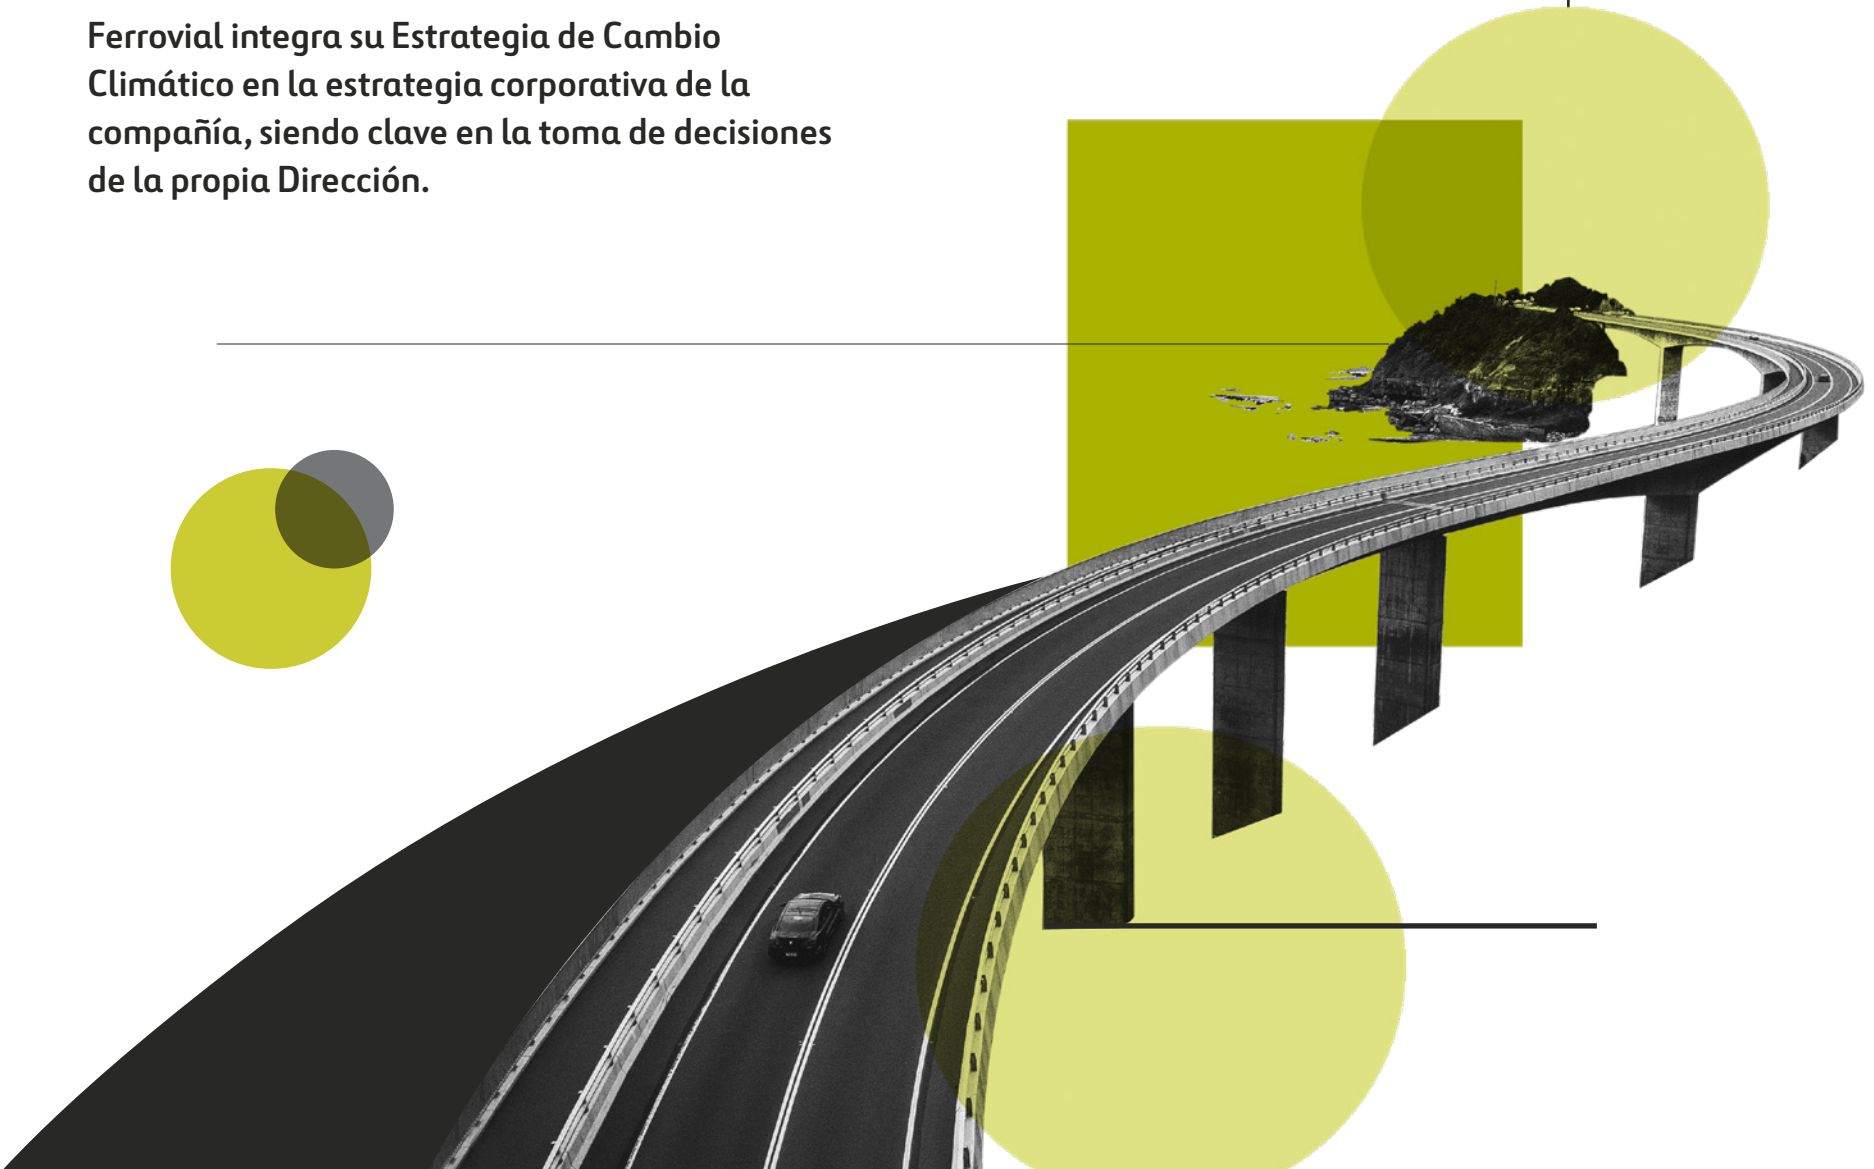 Ferrovial integra su Estrategia de Cambio
Climático en la estrategia corporativa de la
compañía, siendo clave en la toma de decisiones
de la propia Dirección.